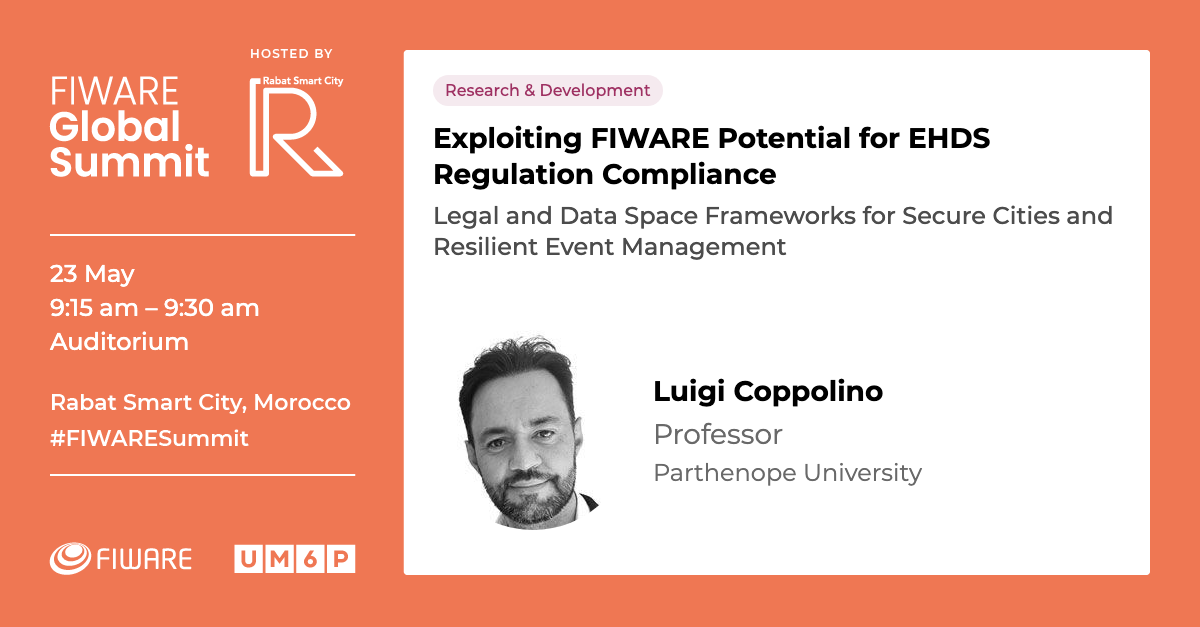 HOSTED BY
FIWARE
Global
Summit
Rabat Smart City
R
23 May
9:15 am – 9:30 am
Auditorium
Rabat Smart City, Morocco
#FIWARESummit
FIWARE
UM6P
Research & Development
Exploiting FIWARE Potential for EHDS
Regulation Compliance
Legal and Data Space Frameworks for Secure Cities and
Resilient Event Management
Luigi Coppolino
Professor
Parthenope University